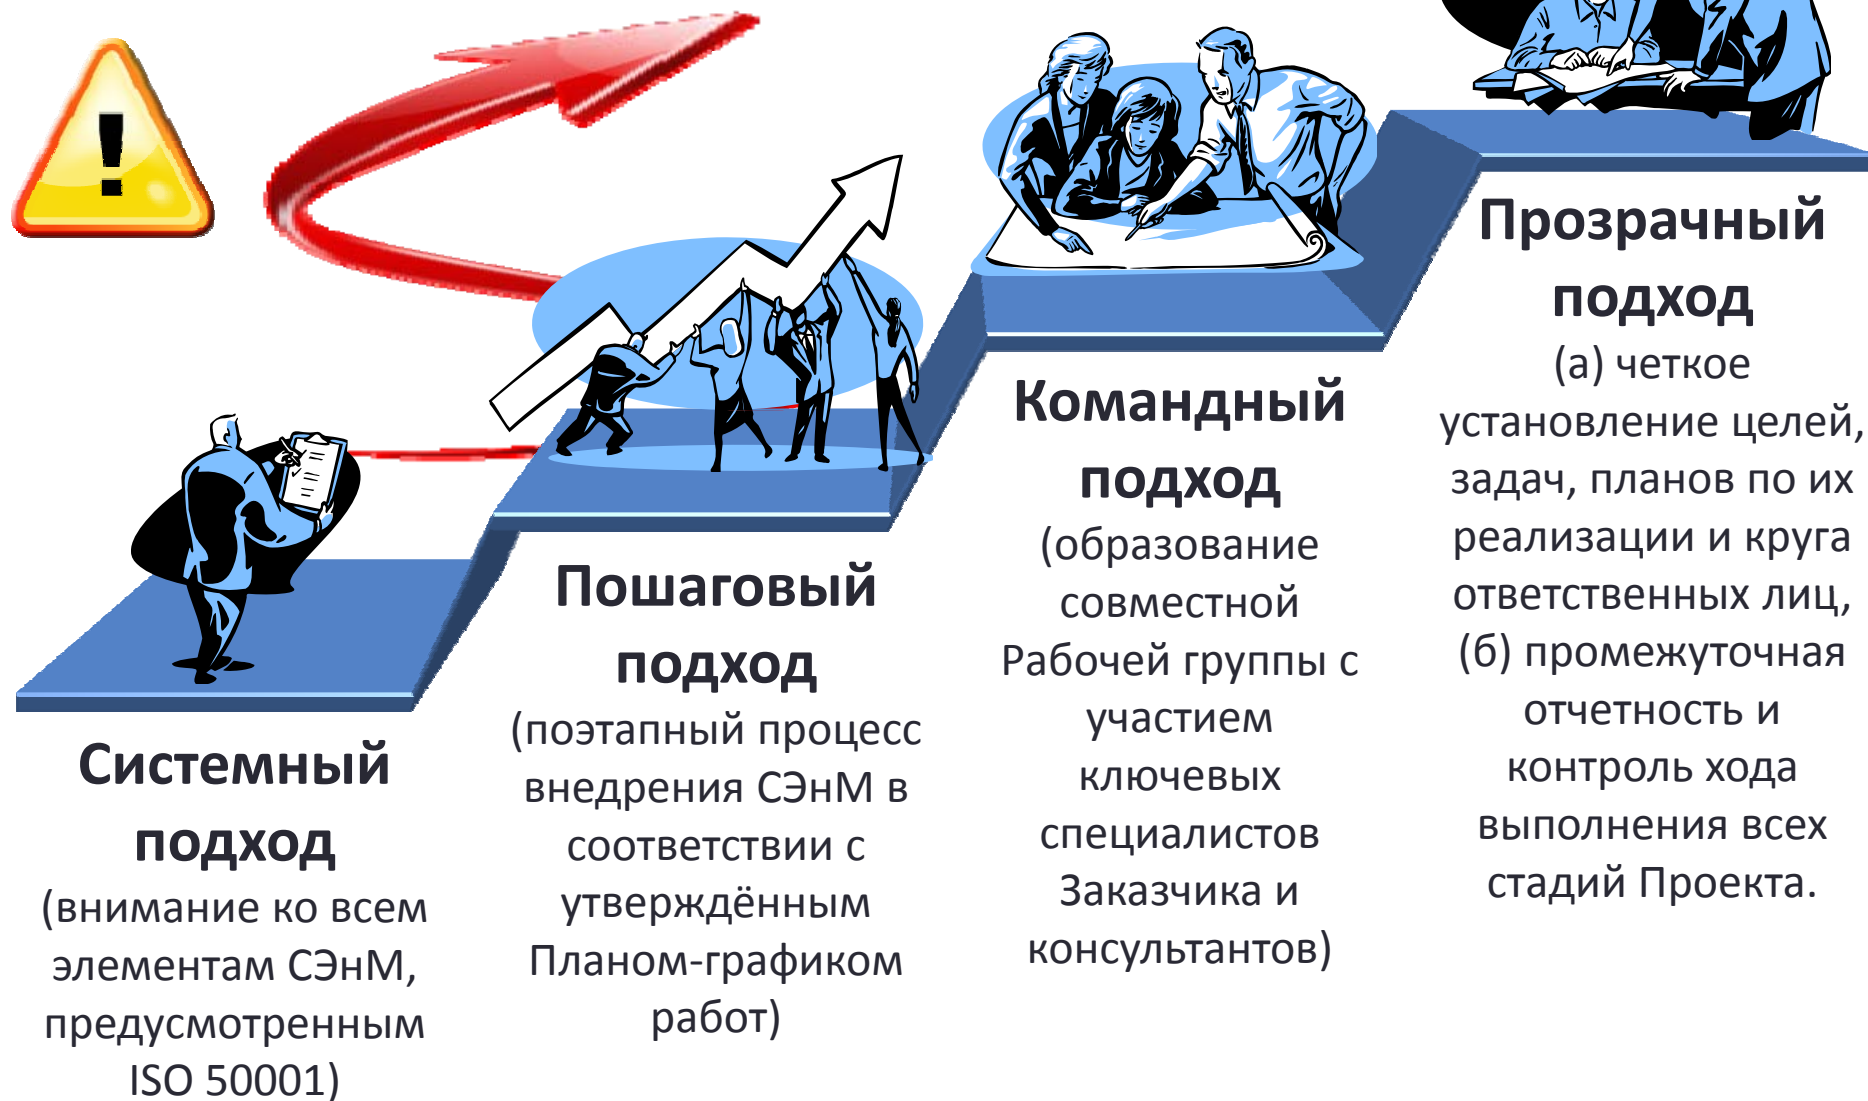 Системный
подход
(внимание ко всем
элементам СЭнМ,
предусмотренным
ISO 50001)
Пошаговый
подход
(поэтапный процесс
внедрения СЭнМ в
соответствии с
утверждённым
Планом-графиком
работ)
Командный
подход
(образование
совместной
Рабочей группы с
участием
ключевых
специалистов
Заказчика и
консультантов)
Прозрачный
подход
(а) четкое
установление целей,
задач, планов по их
реализации и круга
ответственных лиц,
(б) промежуточная
отчетность и
контроль хода
выполнения всех
стадий Проекта.